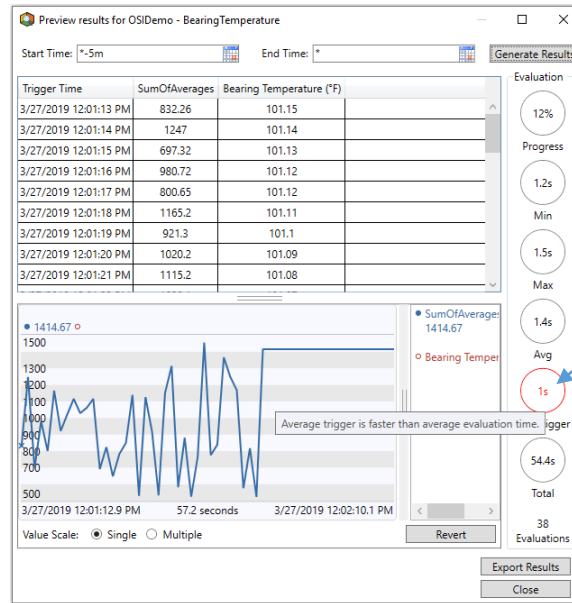 Preview results for OSIDemo - BearingTemperature
Start Time: *-5m End Time: * Generate Results
Evaluation
Trigger Time SumOfAverages Bearing Temperature (°F)
3/27/2019 12:01:13 PM 832.26 101.15
3/27/2019 12:01:14 PM 1247 101.14
3/27/2019 12:01:15 PM 697.32 101.13
3/27/2019 12:01:16 PM 980.72 101.12
3/27/2019 12:01:17 PM 800.65 101.12
3/27/2019 12:01:18 PM 1165.2 101.11
3/27/2019 12:01:19 PM 921.3 101.1
3/27/2019 12:01:20 PM 1020.2 101.09
3/27/2019 12:01:21 PM 1115.2 101.08
12%
Progress
1.2s
Min
1.5s
Max
1.4s
Avg
1s
igger
54.4s
Total
38
Evaluations
1414.67
1500
1300
1200
1000
900
800
700
500
3/27/2019 12:01:12.9 PM 57.2 seconds 3/27/2019 12:02:10.1 PM
SumOfAverages
1414.67
Bearing Temper
Average trigger is faster than average evaluation time.
Value Scale: Single Multiple Revert
Export Results
Close